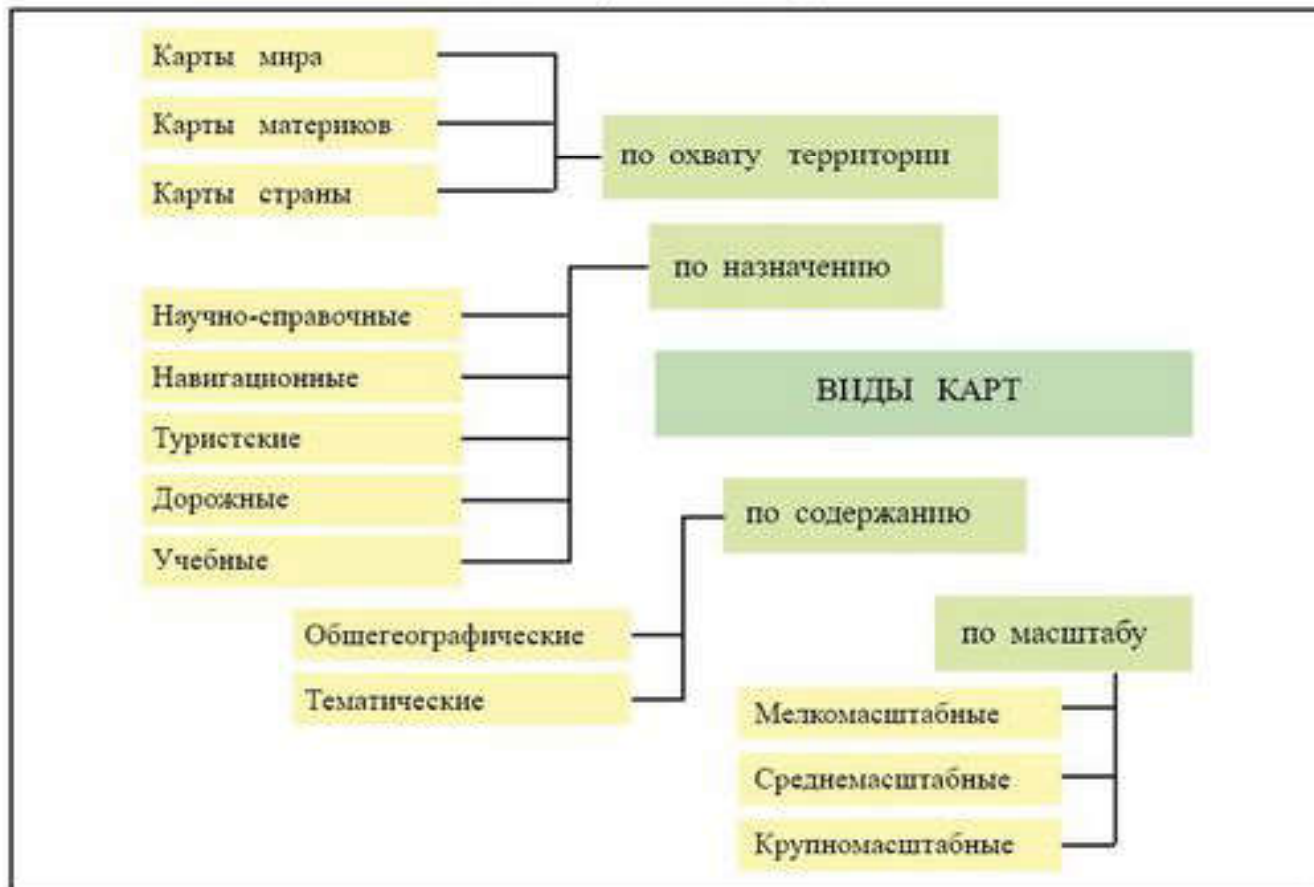 Карты мира
Карты материков
Карты страны
по охвату территории
по назначению
Научно-справочные
Навигационные
Туристские
Дорожные
Учебные
ВИДЫ КАРТ
по содержанию
Общегеографические
Тематические
по масштабу
Мелкомасштабные
Среднемасштабные
Крупномасштабные